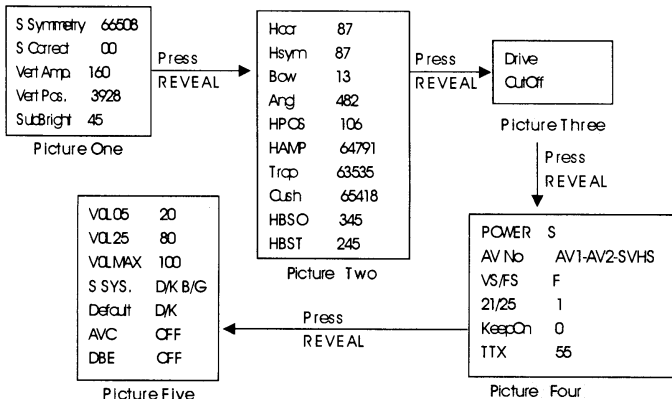 S Symmetry 66508
S Correct 00
Vert Amp. 160
Vert Pos. 3928
SubBright 45
Picture One
Press
REVEAL
Hcor 87
Hsym 87
Bow 13
Angl 482
HPOS 106
HAMP 64791
Trap 63535
Cush 65418
HBSO 345
HBST 245
Picture Two
Press
REVEAL
Drive
CutOff
Picture Three
Press
REVEAL
POWER S
AV No AV1-AV2-SVHS
VS/FS F
21/25 1
KeepOn 0
TTX 55
Picture Four
Press
REVEAL
VOL05 20
VOL25 80
VOLMAX 100
S SYS. D/K B/G
Default D/K
AVC OFF
DBE OFF
Picture Five